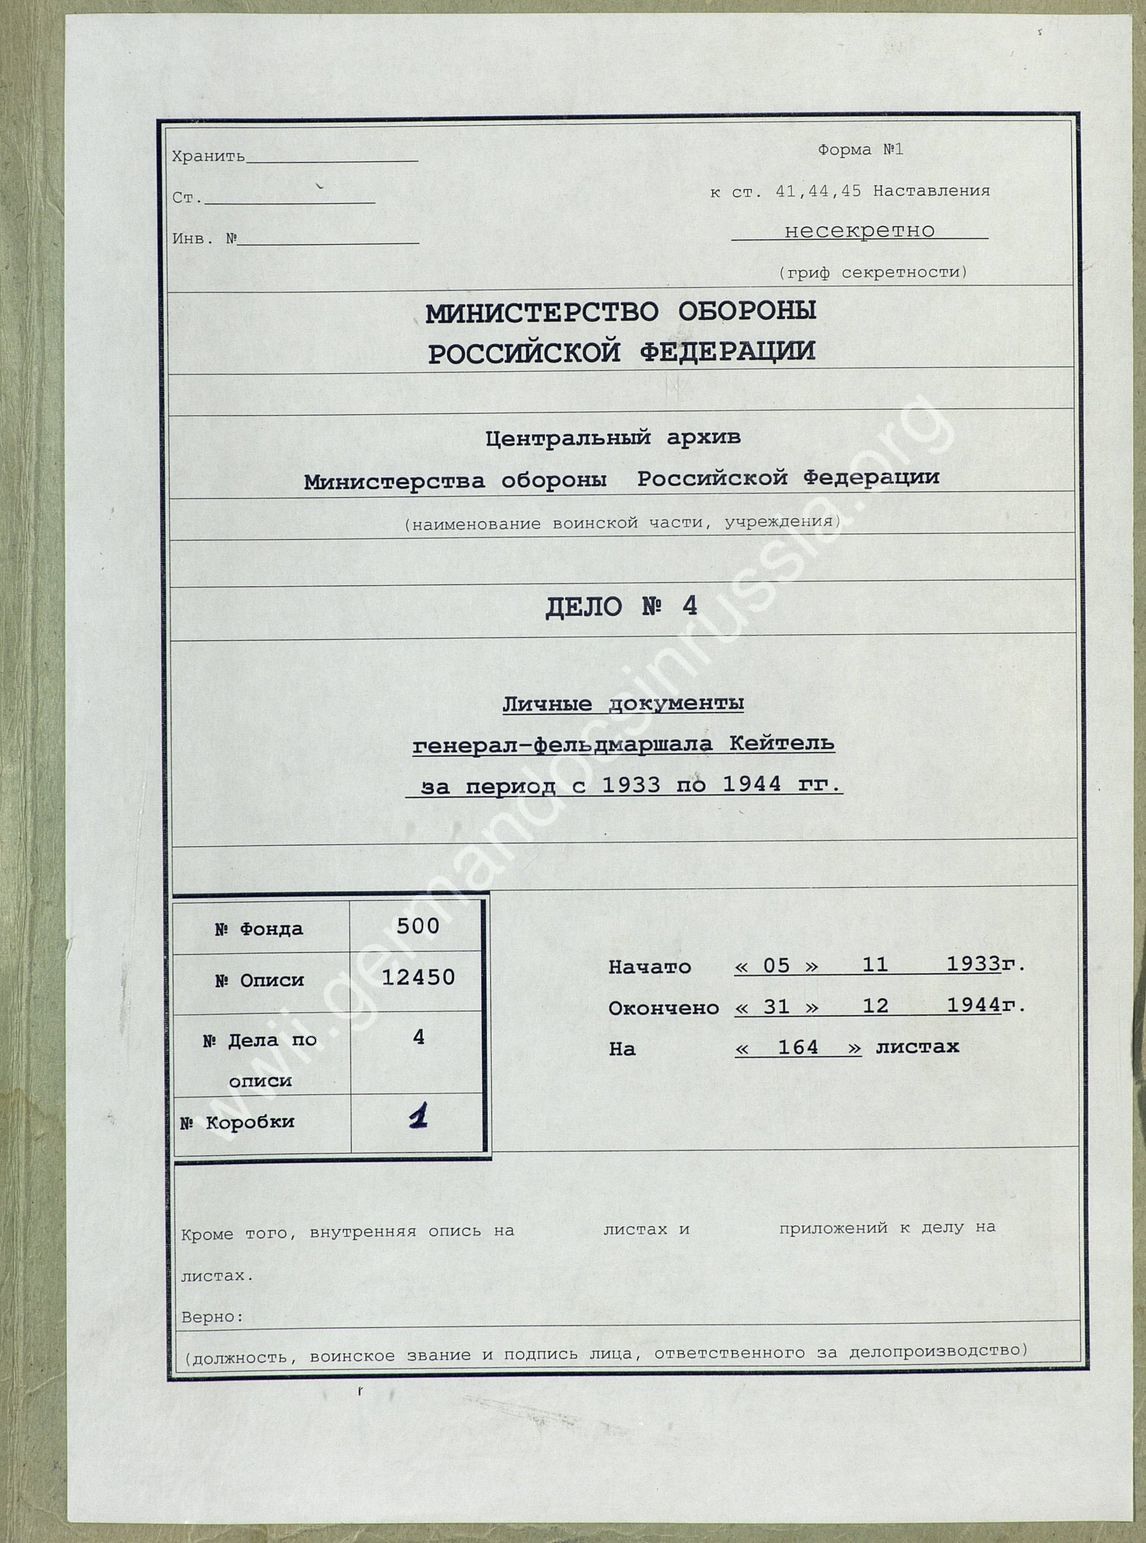 Хранить
Форма №1
Ст.
к ст. 41,44,45 Наставления
Инв. №
несекретно
(гриф секретности)
МИНИСТЕРСТВО ОБОРОНЫ
РОССИЙСКОЙ ФЕДЕРАЦИИ
Центральный архив
Министерства обороны Российской Федерации
(наименование воинской части, учреждения)
ДЕЛО № 4
Личные документы
генерал-фельдмаршала Кейтель
за период с 1933 по 1944 гг.
№ Фонда 500
№ Описи 12450
№ Дела по 4
описи
№ Коробки 1
Начато « 05 » 11 1933г.
Окончено « 31 » 12 1944г.
На « 164 » листах
Кроме того, внутренняя опись на листах и приложений к делу на
листах.
Верно:
(должность, воинское звание и подпись лица, ответственного за делопроизводство)
wwii.germandocsinrussia.org